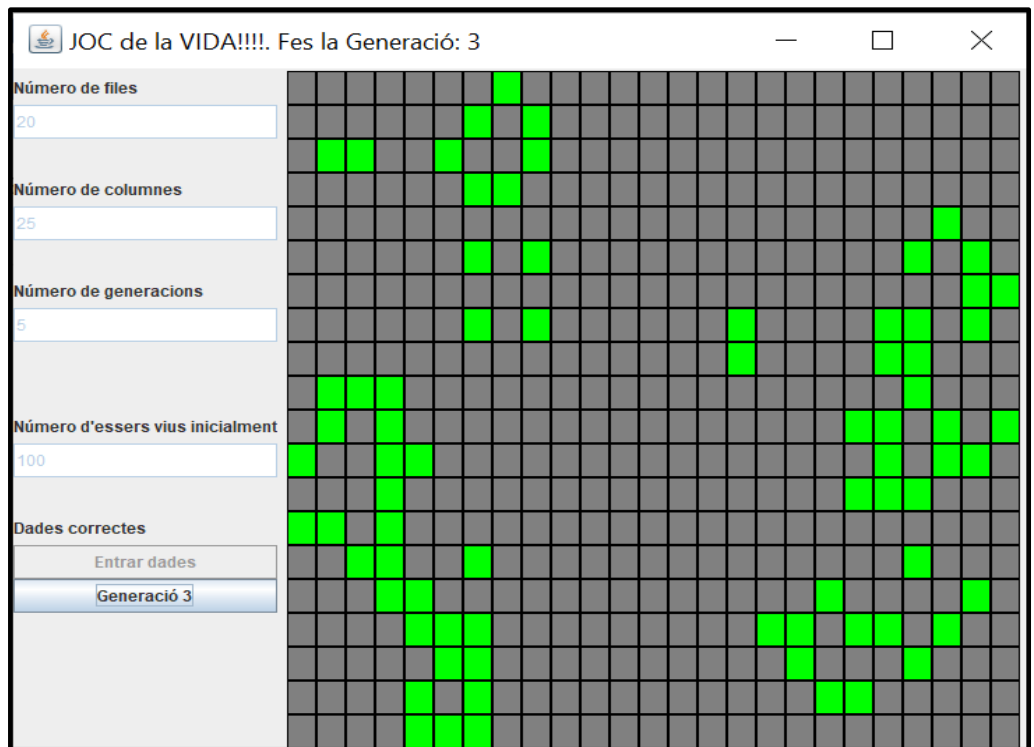 JOC de la VIDA!!!!. Fes la Generació: 3
Número de files
20
Número de columnes
25
Número de generacions
5
Número d'essers vius inicialment
100
Dades correctes
Entrar dades
Generació 3